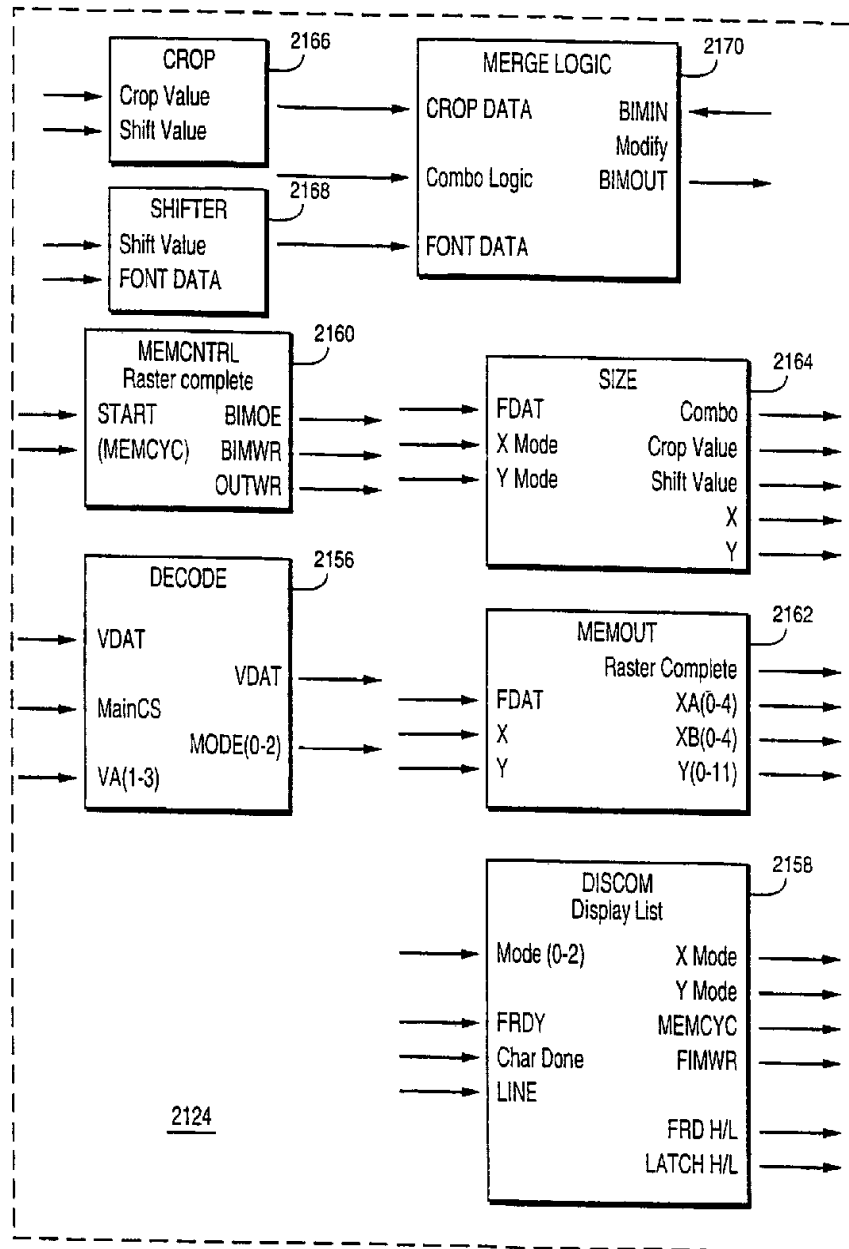 CROP
2166
Crop Value
Shift Value
MERGE LOGIC
2170
CROP DATA
BIMIN
Modify
Combo Logic
BIMOUT
FONT DATA
SHIFTER
2168
Shift Value
FONT DATA
MEMCNTRL
2160
Raster complete
START
BIMOE
(MEMCYC)
BIMWR
OUTWR
SIZE
2164
FDAT
Combo
X Mode
Crop Value
Y Mode
Shift Value
X
Y
DECODE
2156
VDAT
VDAT
MainCS
MODE(0-2)
VA(1-3)
MEMOUT
2162
Raster Complete
FDAT
XA(0-4)
X
XB(0-4)
Y
Y(0-11)
DISCOM
2158
Display List
Mode (0-2)
X Mode
Y Mode
FRDY
MEMCYC
Char Done
FIMWR
LINE
FRD H/L
LATCH H/L
2124